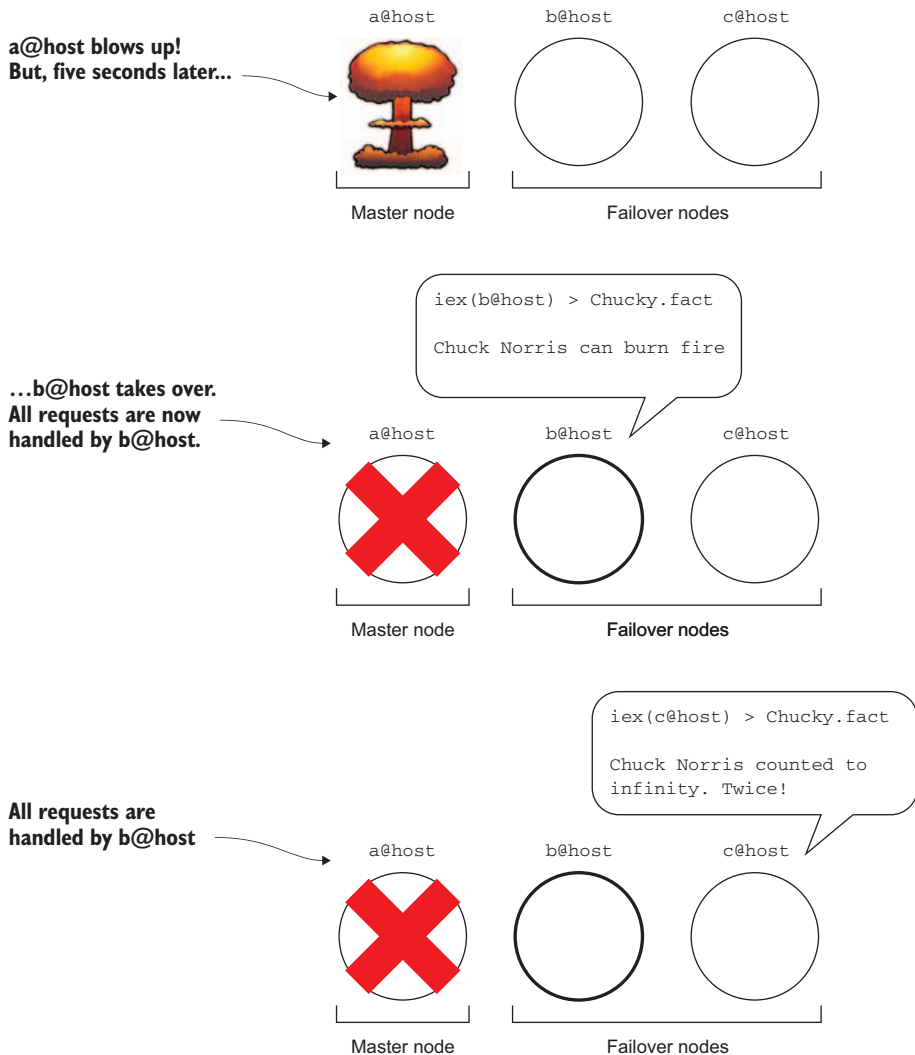 a@host b@host c@host
a@host blows up!
But, five seconds later...
Master node Failover nodes
iex(b@host) > Chucky.fact
Chuck Norris can burn fire
...b@host takes over.
All requests are now
handled by b@host.
a@host b@host c@host
Master node Failover nodes
iex(c@host) > Chucky.fact
Chuck Norris counted to
infinity. Twice!
All requests are
handled by b@host
a@host b@host c@host
Master node Failover nodes